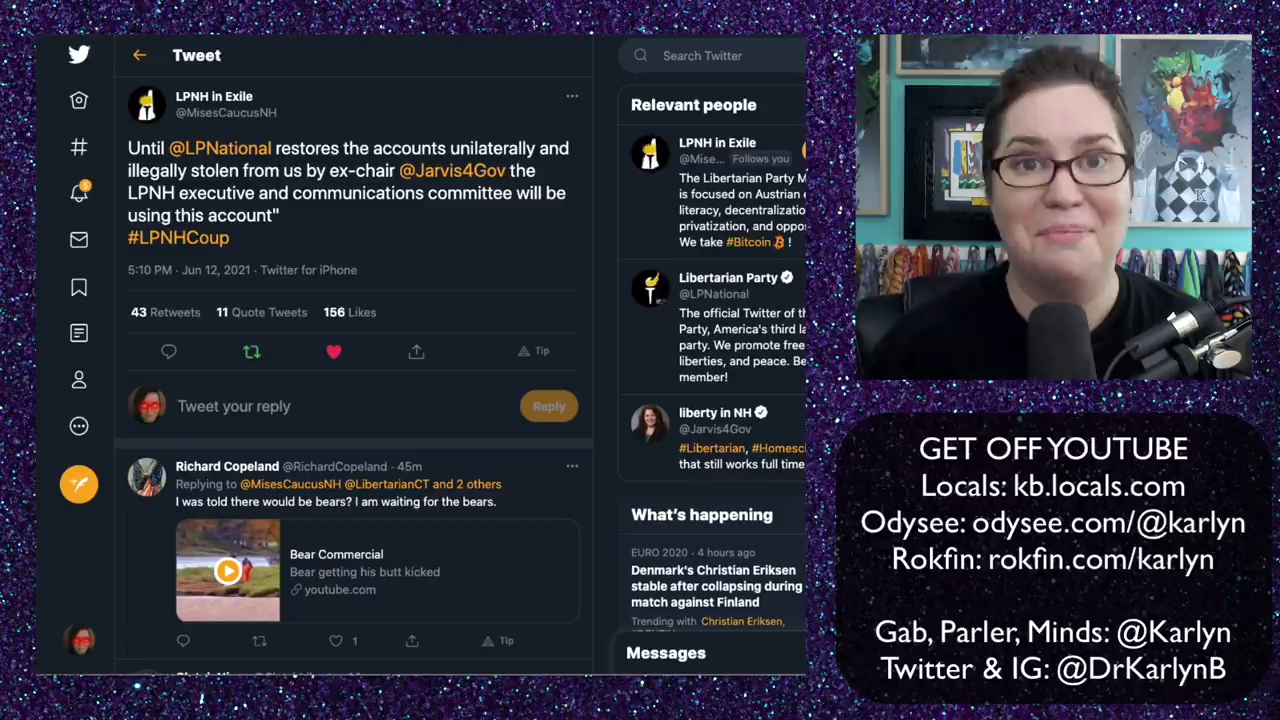 Tweet
LPNH in Exile
@MisesCaucusNH
Until @LPNational restores the accounts unilaterally and
illegally stolen from us by ex-chair @Jarvis4Gov the
LPNH executive and communications committee will be
using this account"
#LPNHCoup
5:10 PM · Jun 12, 2021 · Twitter for iPhone
43 Retweets 11 Quote Tweets 156 Likes
Tip
Tweet your reply
Reply
Richard Copeland @RichardCopeland · 45m
Replying to @MisesCaucusNH @LibertarianCT and 2 others
I was told there would be bears? I am waiting for the bears.
Bear Commercial
Bear getting his butt kicked
youtube.com
1
Tip
6
Search Twitter
Relevant people
LPNH in Exile
@Mise... Follows you
The Libertarian Party M
is focused on Austrian
literacy, decentralizatio
privatization, and oppo
We take #Bitcoin !
Libertarian Party
@LPNational
The official Twitter of th
Party, America's third la
party. We promote free
liberties, and peace. Be
member!
liberty in NH
@Jarvis4Gov
#Libertarian, #Homesc
that still works full time
What's happening
EURO 2020 · 4 hours ago
Denmark's Christian Eriksen
stable after collapsing during
match against Finland
Trending with Christian Eriksen,
Messages
K
GET OFF YOUTUBE
Locals: kb.locals.com
Odysee: odysee.com/@karlyn
Rokfin: rokfin.com/karlyn
Gab, Parler, Minds: @Karlyn
Twitter & IG: @DrKarlynB